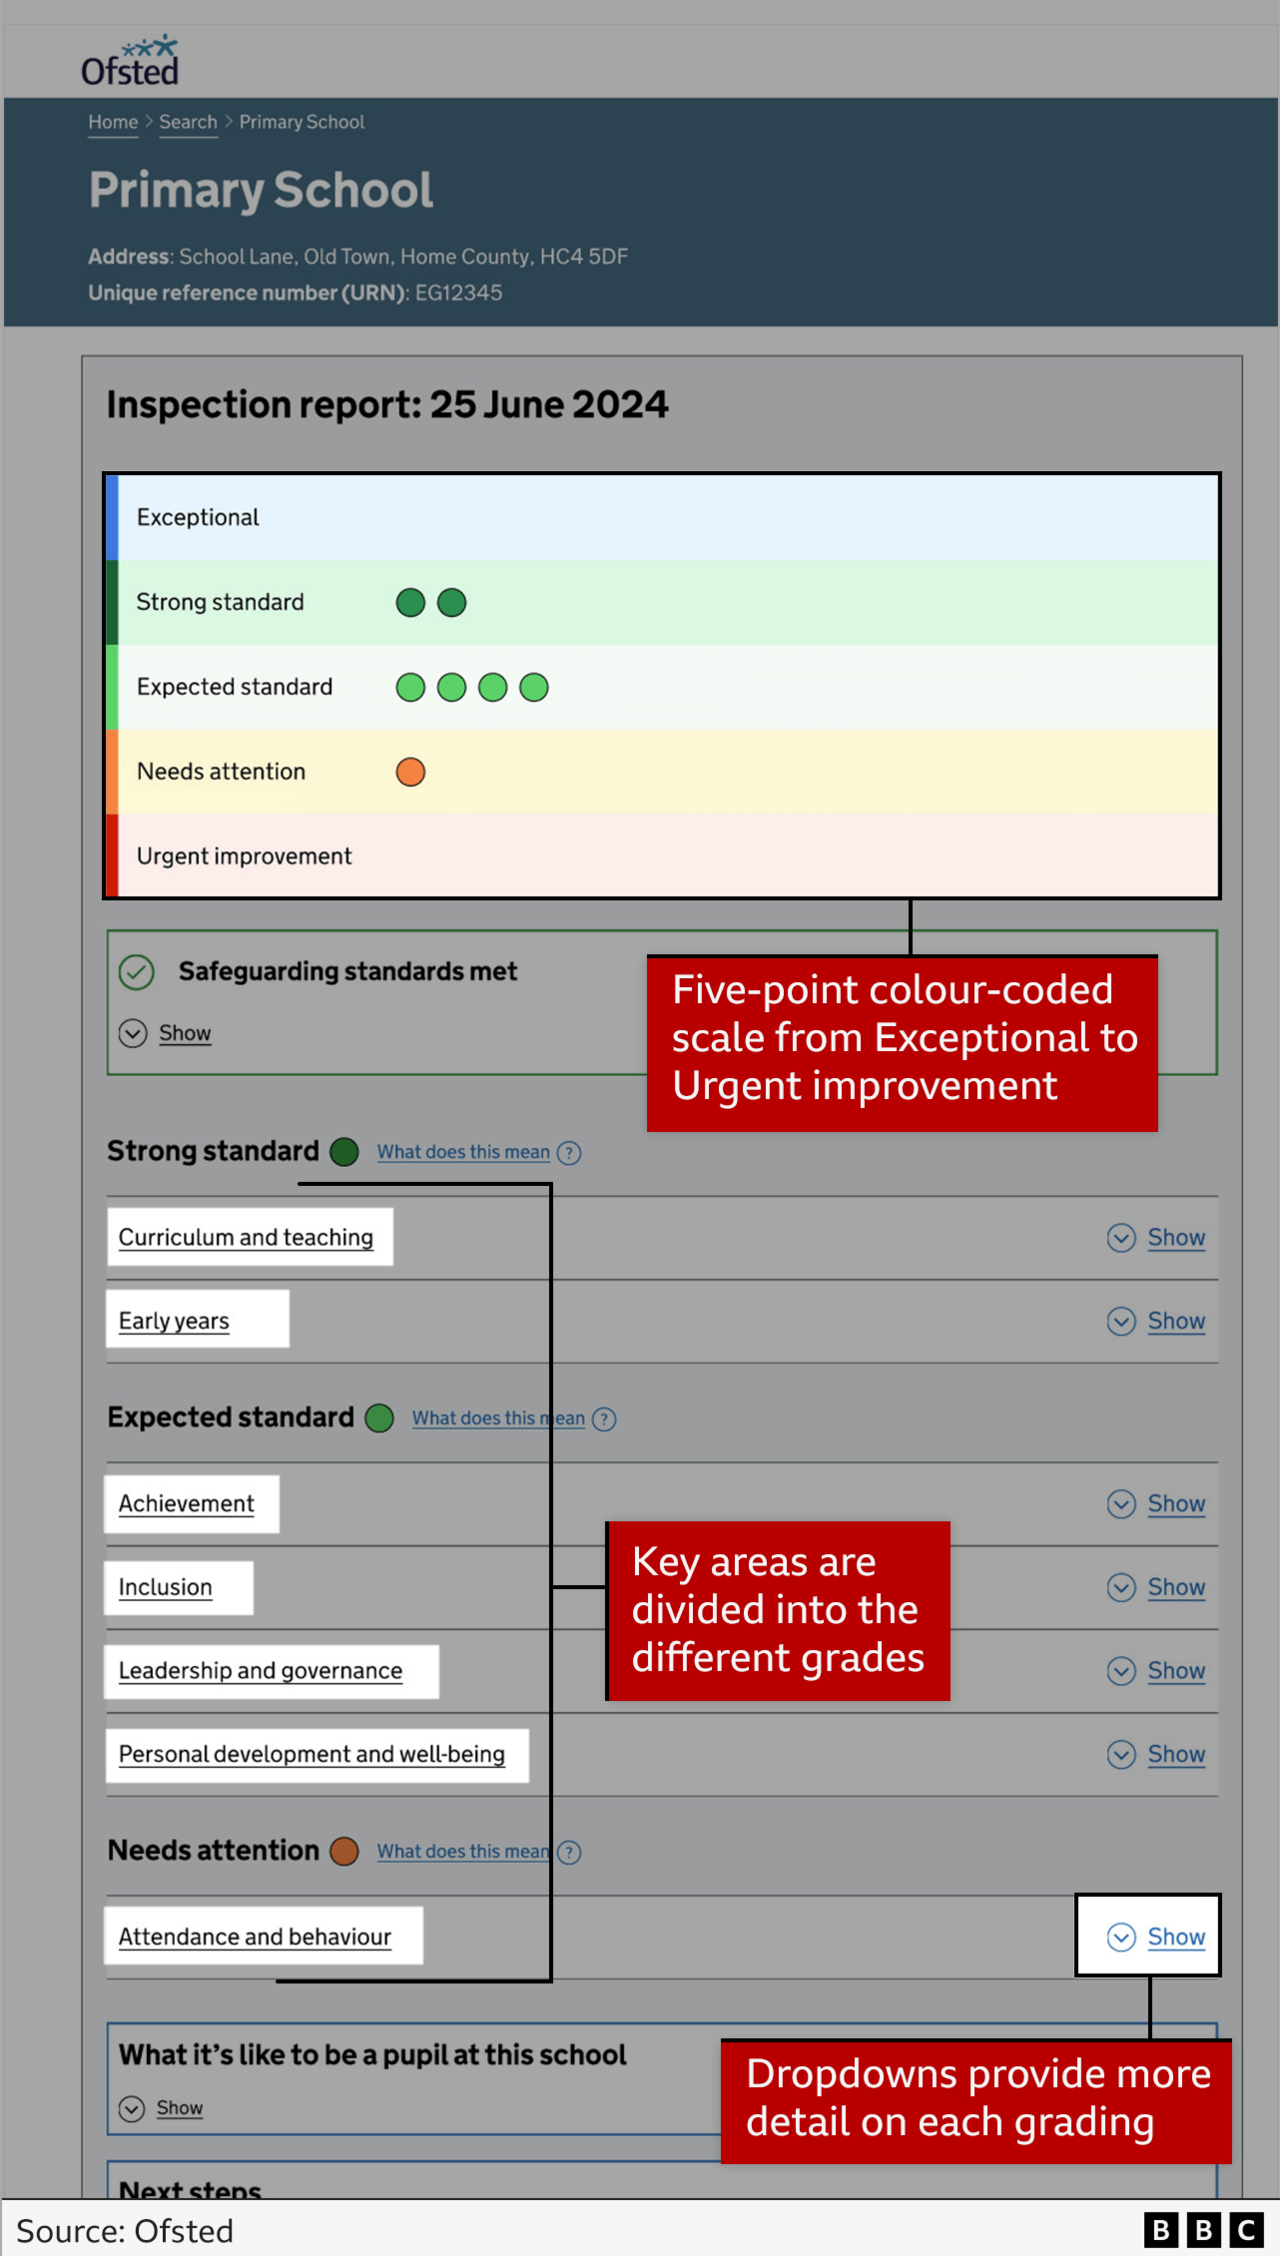 Ofsted
Home > Search > Primary School
Primary School
Address: School Lane, Old Town, Home County, HC4 5DF
Unique reference number (URN): EG12345
Inspection report: 25 June 2024
Exceptional
Strong standard
Expected standard
Needs attention
Urgent improvement
Safeguarding standards met
Show
Five-point colour-coded
scale from Exceptional to
Urgent improvement
Strong standard What does this mean ?
Curriculum and teaching Show
Early years Show
Expected standard What does this mean ?
Achievement Show
Inclusion Show
Leadership and governance Show
Personal development and well-being Show
Key areas are
divided into the
different grades
Needs attention What does this mean ?
Attendance and behaviour Show
What it's like to be a pupil at this school
Show
Dropdowns provide more
detail on each grading
Next steps
Source: Ofsted
BBC